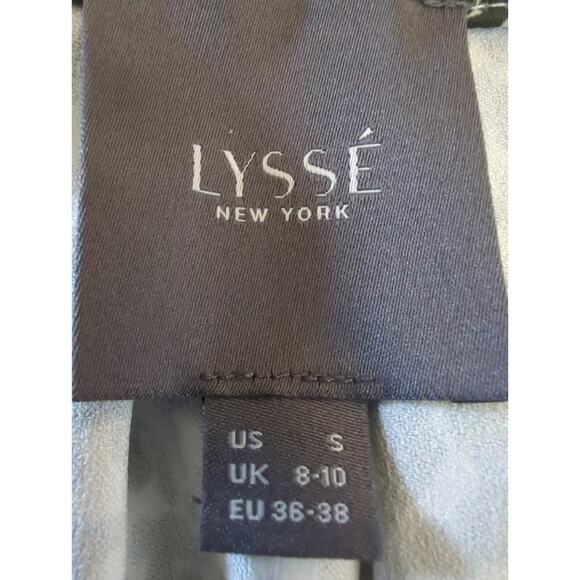 LYSSÉ
NEW YORK
US S
UK 8-10
EU 36-38